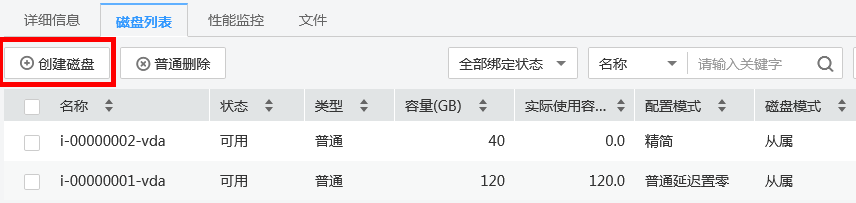 详细信息 磁盘列表 性能监控 文件
创建磁盘 普通删除 全部绑定状态 名称 请输入关键字
名称 状态 类型 容量(GB) 实际使用容... 配置模式 磁盘模式
i-00000002-vda 可用 普通 40 0.0 精简 从属
i-00000001-vda 可用 普通 120 120.0 普通延迟置零 从属